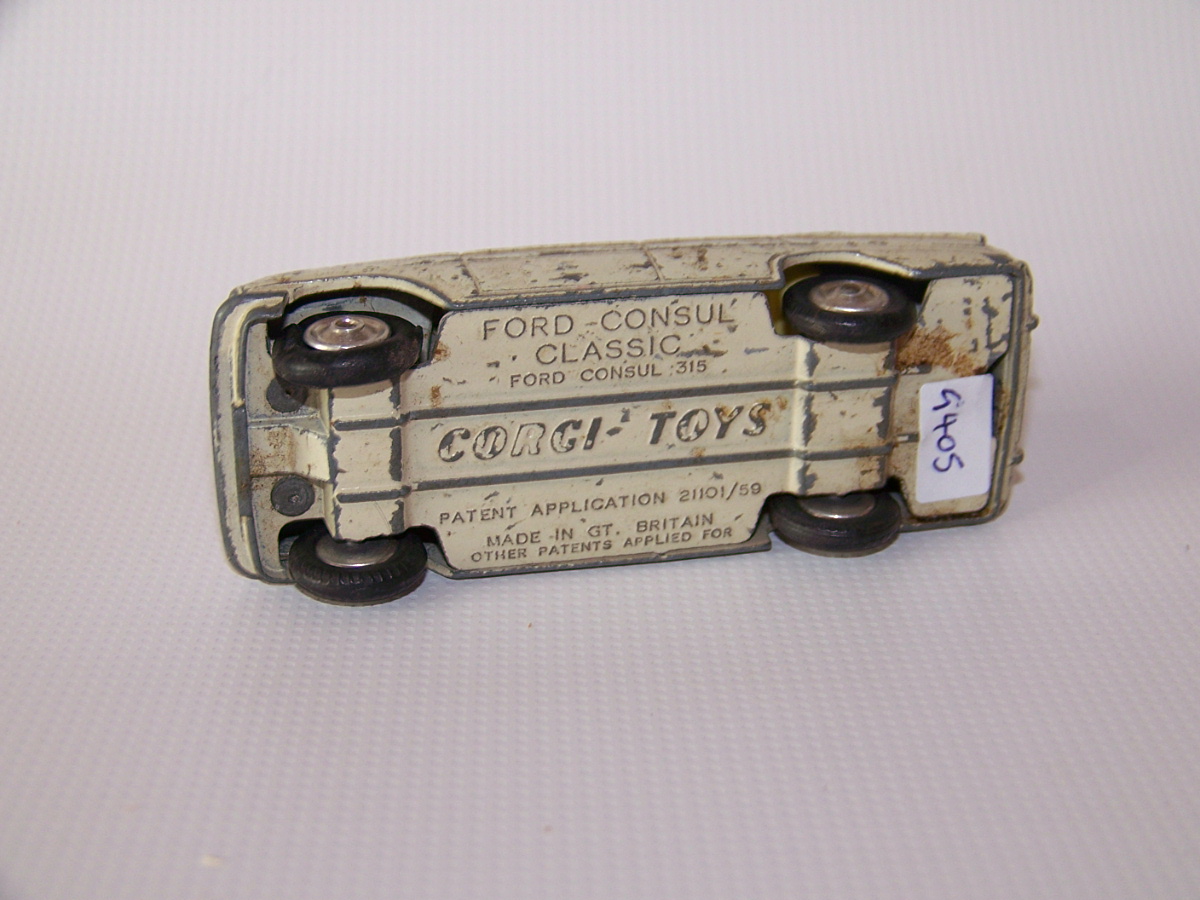 FORD CONSUL
CLASSIC
FORD CONSUL 315
CORGI TOYS
PATENT APPLICATION 21101/59
MADE IN GT. BRITAIN
OTHER PATENTS APPLIED FOR
9405